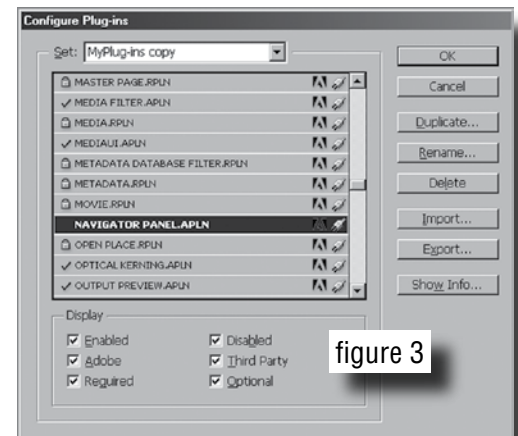 Configure Plug-ins
Set: MyPlug-ins copy
MASTER PAGE.RPLN
MEDIA FILTER.APLN
MEDIA.RPLN
MEDIAUI.APLN
METADATA DATABASE FILTER.RPLN
METADATA.RPLN
MOVIE.RPLN
NAVIGATOR PANEL.APLN
OPEN PLACE.RPLN
OPTICAL KERNING.APLN
OUTPUT PREVIEW.APLN
Display
Enabled Disabled
Adobe Third Party
Required Optional
OK
Cancel
Duplicate...
Rename...
Delete
Import...
Export...
Show Info...
figure 3